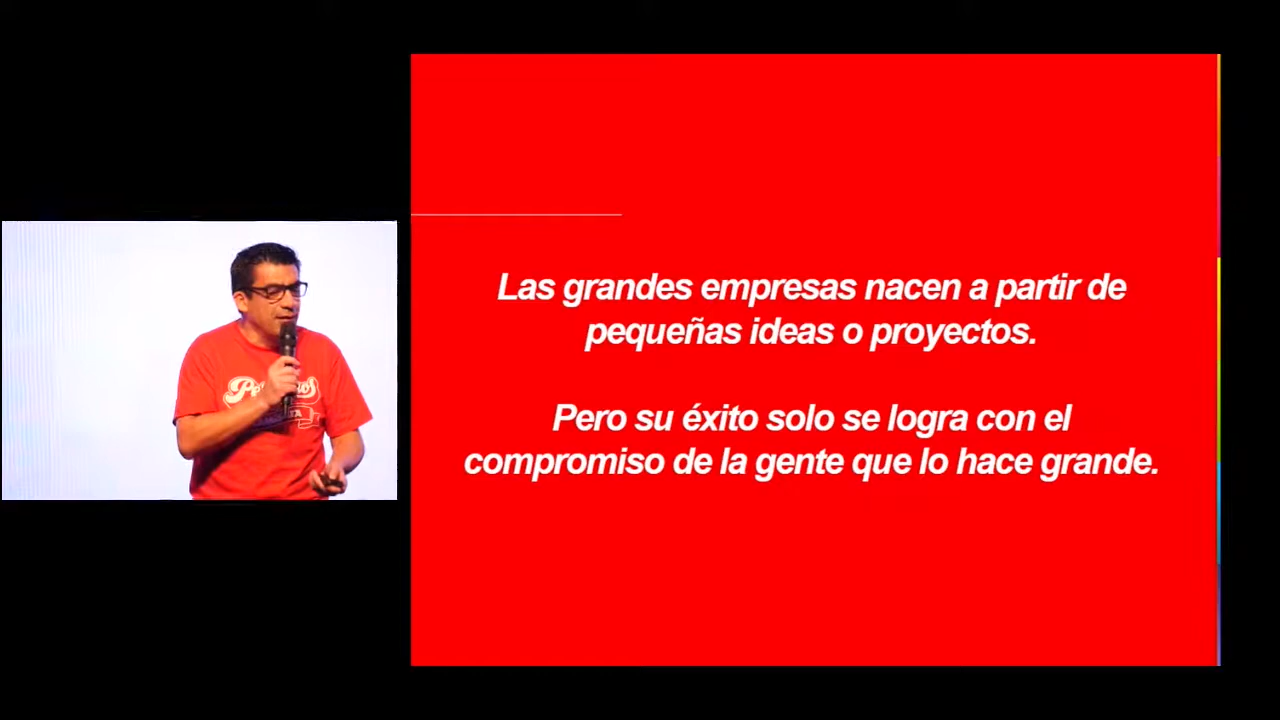 Las grandes empresas nacen a partir de
pequeñas ideas o proyectos.
Pero su éxito solo se logra con el
compromiso de la gente que lo hace grande.